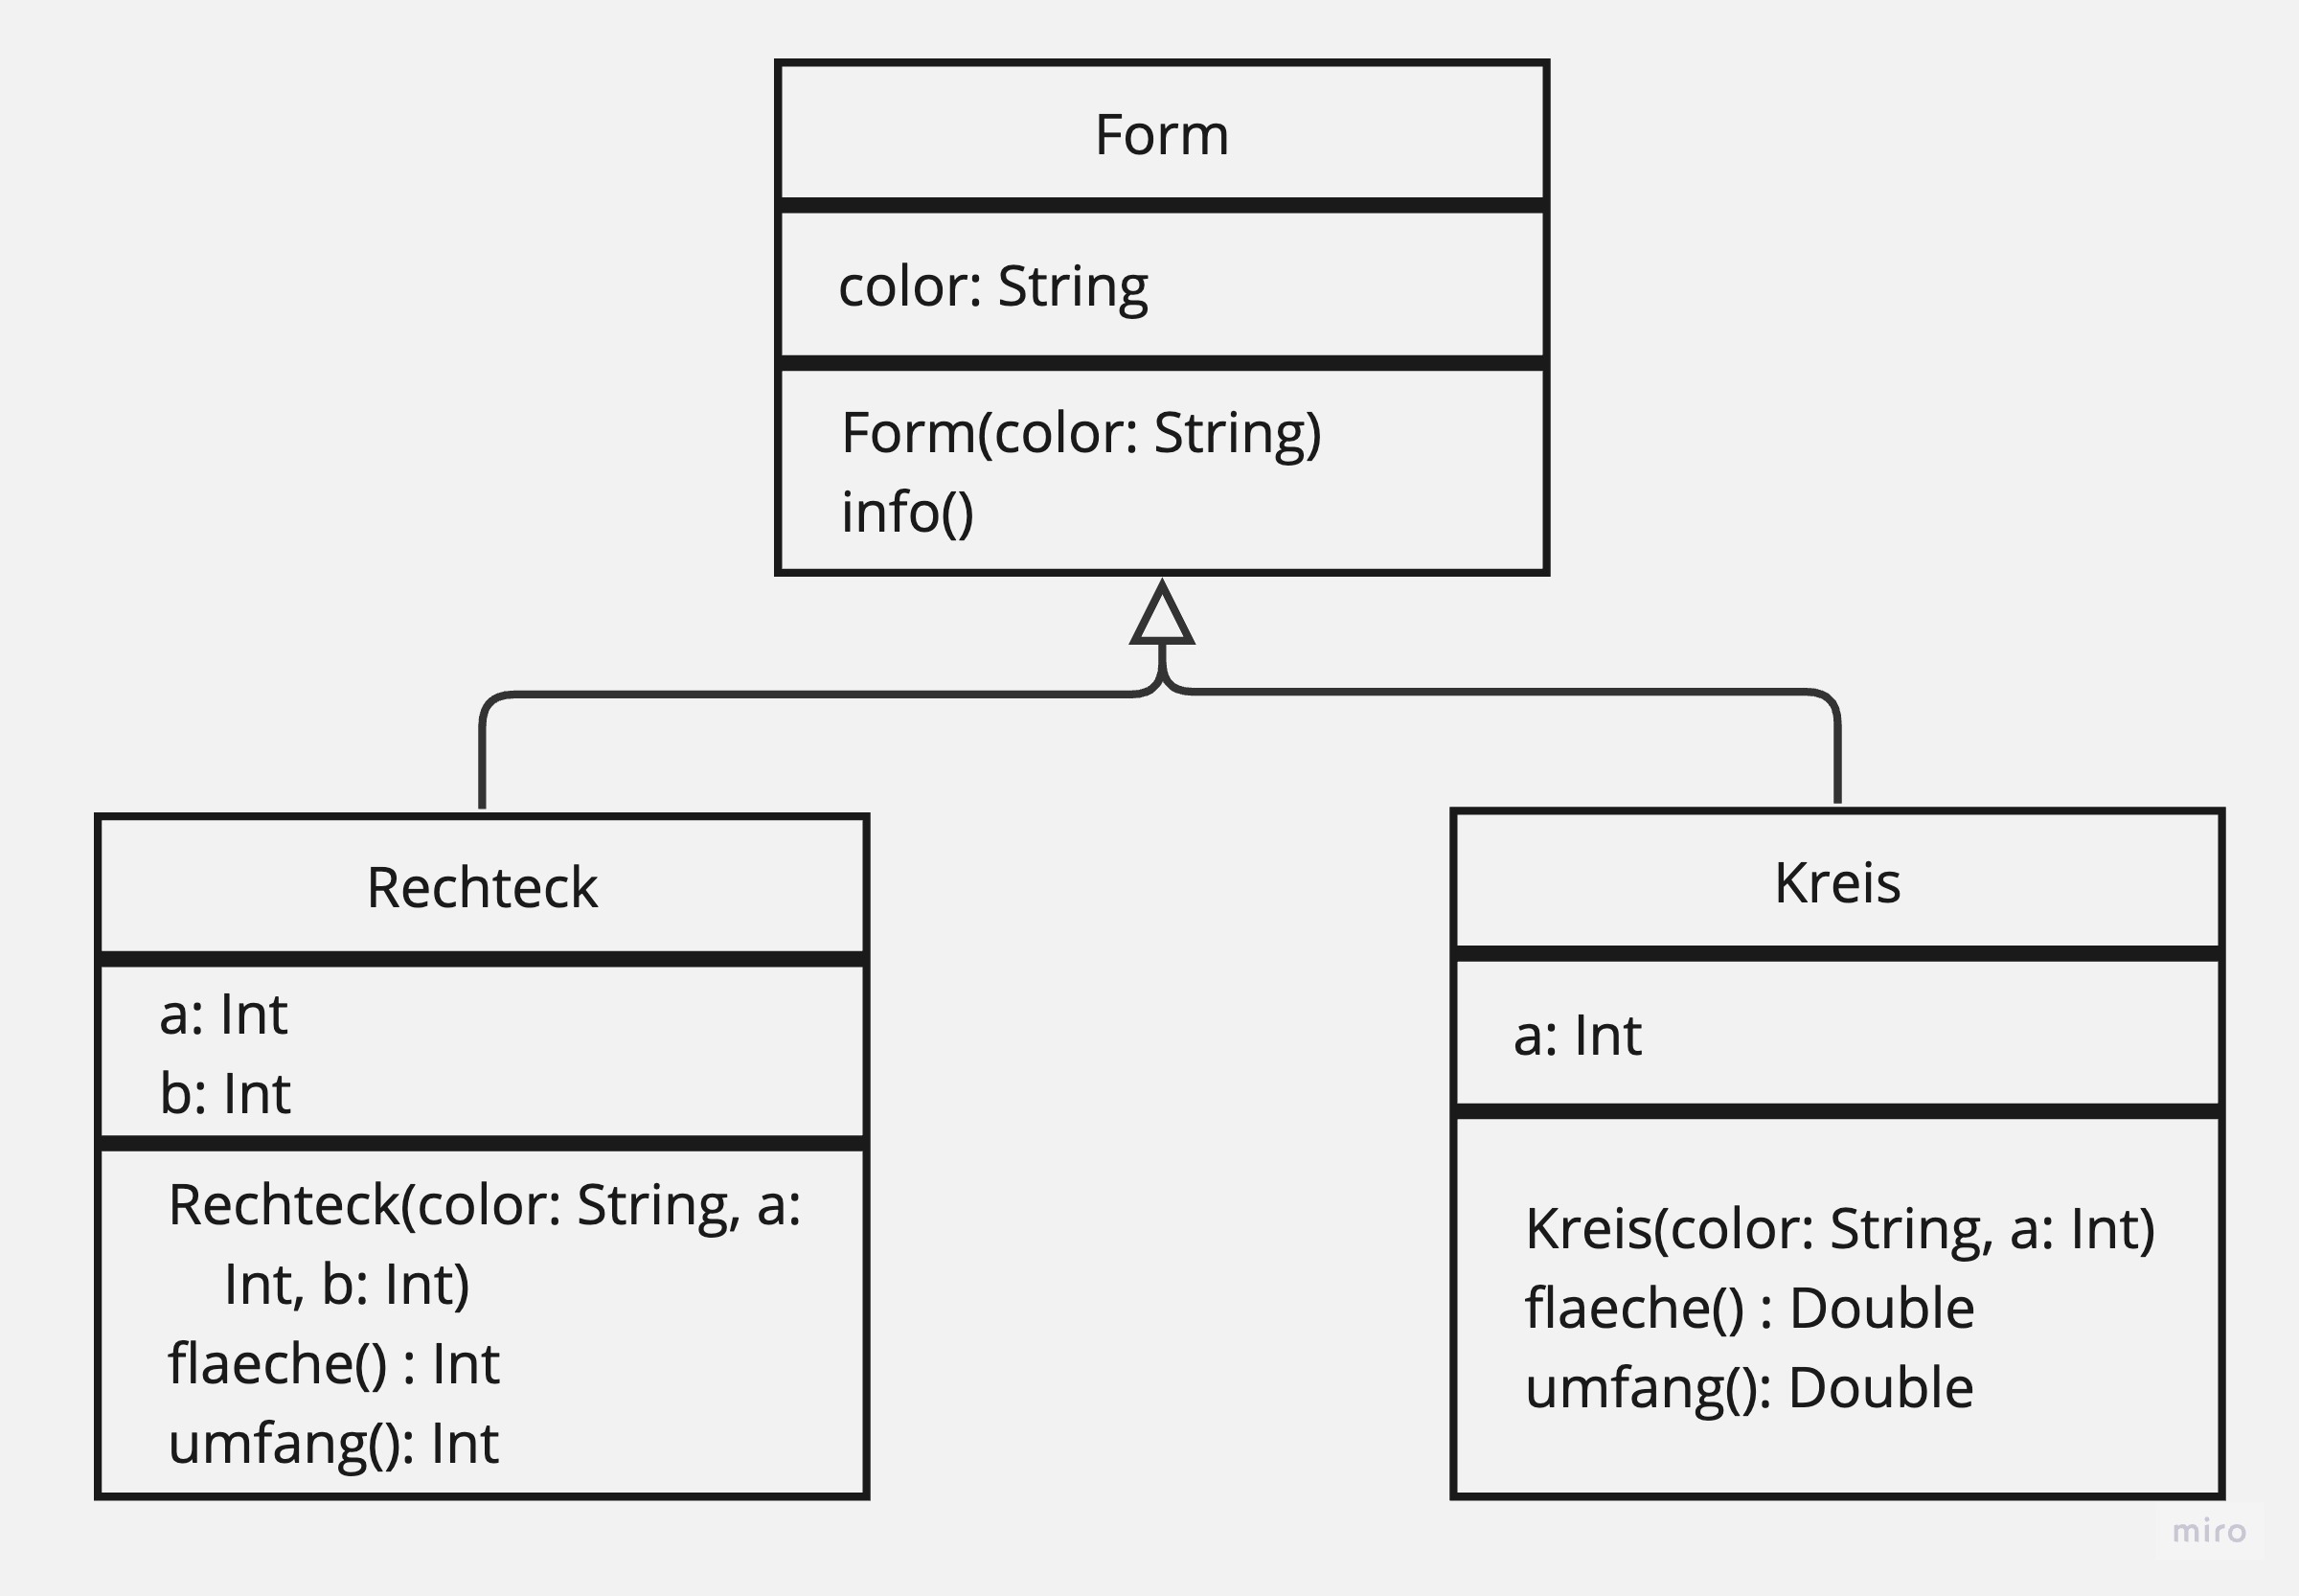 Form
color: String
Form(color: String)
info()
Rechteck
a: Int
b: Int
Rechteck(color: String, a:
Int, b: Int)
flaeche() : Int
umfang(): Int
Kreis
a: Int
Kreis(color: String, a: Int)
flaeche() : Double
umfang(): Double
miro